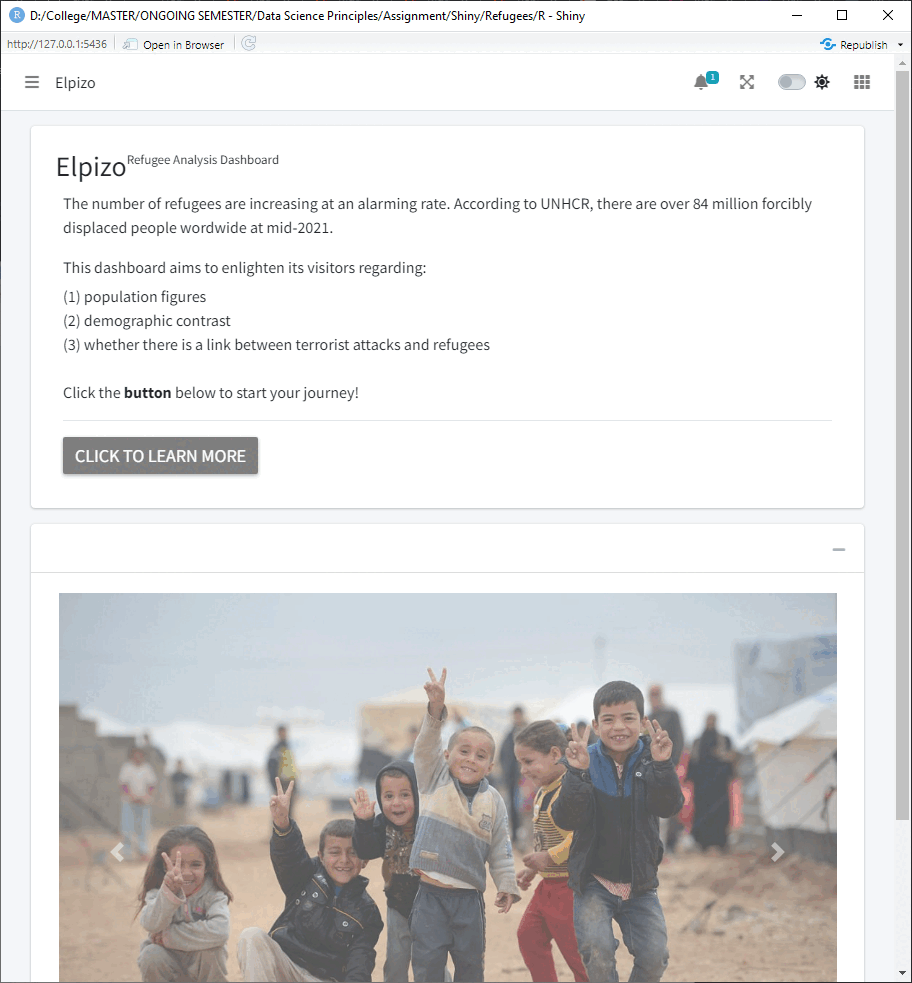 R D:/College/MASTER/ONGOING SEMESTER/Data Science Principles/Assignment/Shiny/Refugees/R - Shiny
http://127.0.0.1:5436 Open in Browser Republish
Elpizo 1
Elpizo Refugee Analysis Dashboard
The number of refugees are increasing at an alarming rate. According to UNHCR, there are over 84 million forcibly
displaced people wordwide at mid-2021.
This dashboard aims to enlighten its visitors regarding:
(1) population figures
(2) demographic contrast
(3) whether there is a link between terrorist attacks and refugees
Click the button below to start your journey!
CLICK TO LEARN MORE